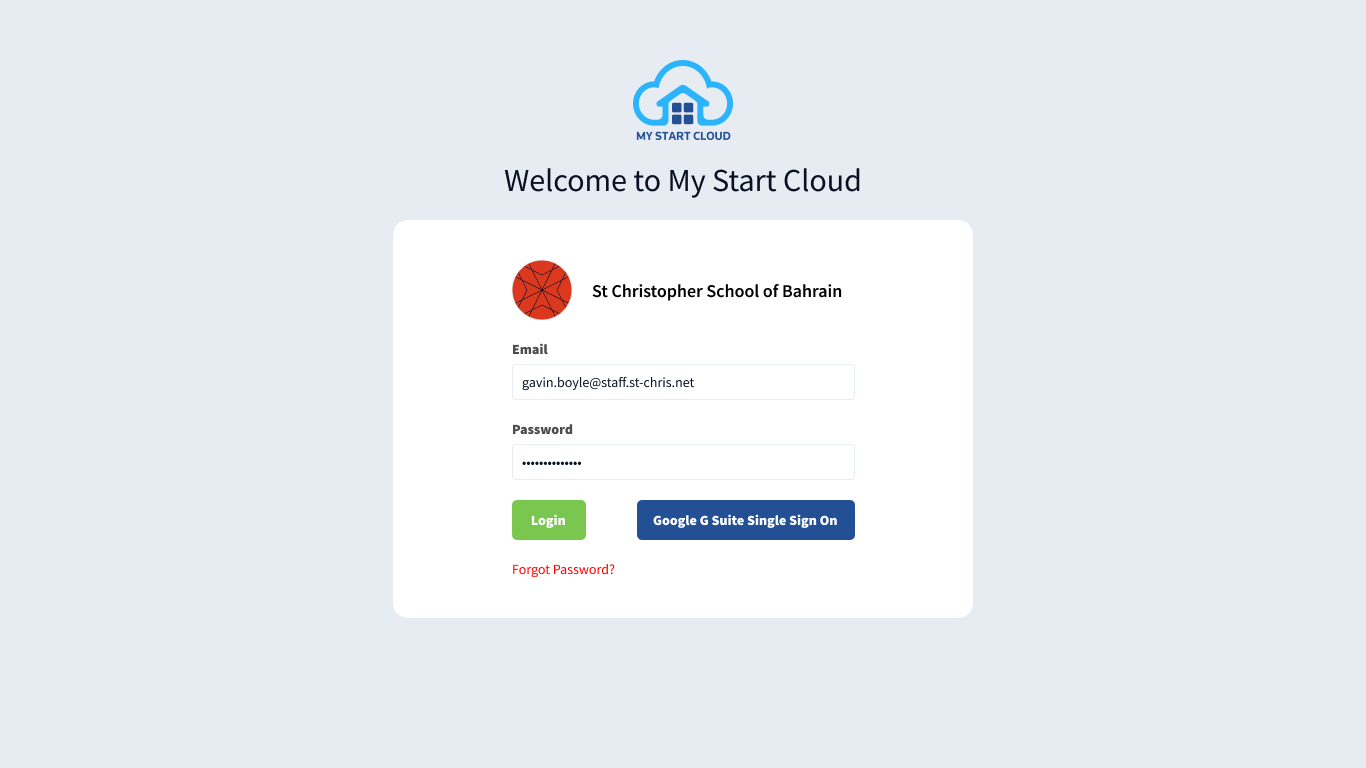 MY START CLOUD
Welcome to My Start Cloud
St Christopher School of Bahrain
Email
gavin.boyle@staff.st-chris.net
Password
••••••••••••••
Login
Google G Suite Single Sign On
Forgot Password?